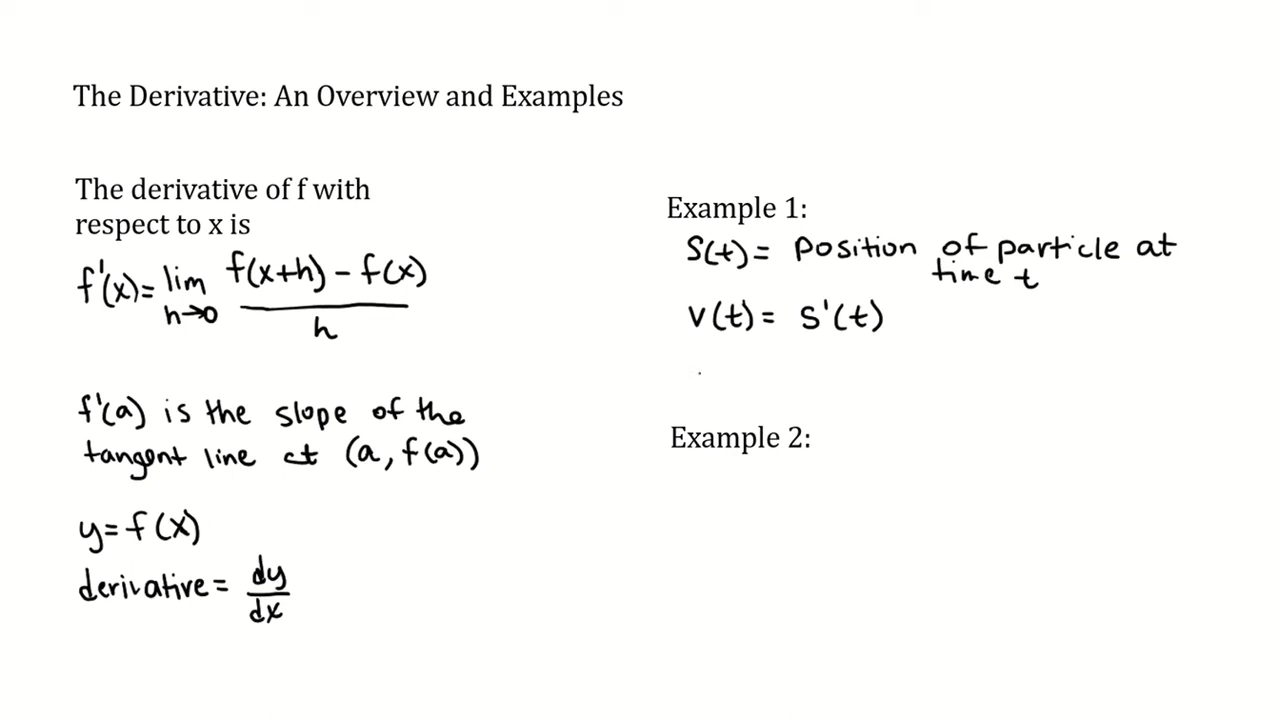 The Derivative: An Overview and Examples
The derivative of f with
respect to x is
f'(x) = lim h→0 (f(x+h) - f(x))/h
f'(a) is the slope of the
tangent line at (a, f(a))
y = f(x)
derivative = dy/dx
Example 1:
S(t) = position of particle at
time t
v(t) = s'(t)
Example 2: